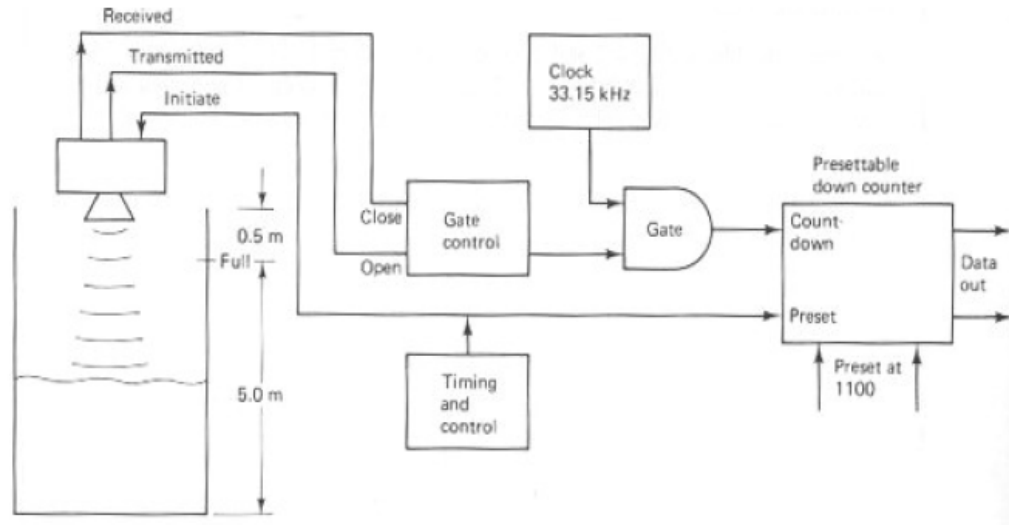 Received
Transmitted
Initiate
Clock
33.15 kHz
Presettable
down counter
Close
Gate
control
Open
Gate
Count-
down
Data
out
Preset
Preset at
1100
0.5 m
Full
5.0 m
Timing
and
control